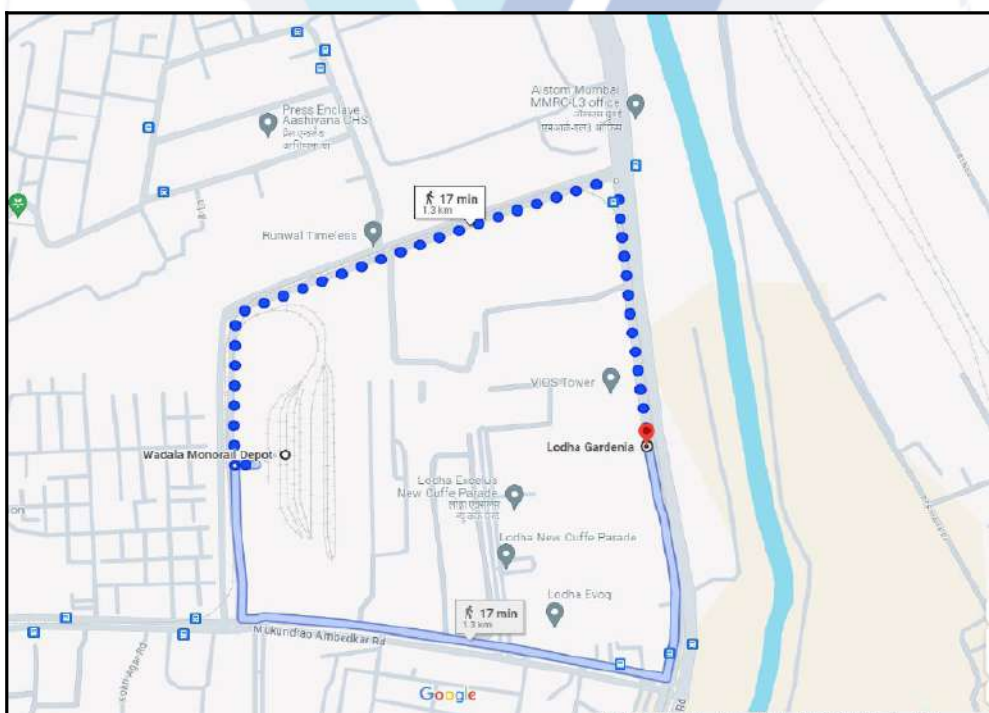 Alstom Mumbai
MMRC-L3 office
Press Enclave
Aashiyana CHS
17 min
1.3 km
Runwal Timeless
VIOS Tower
Wadala Monorail Depot
Lodha Gardenia
Lodha Excelus
New Cuffe Parade
Lodha New Cuffe Parade
Lodha Evoq
17 min
1.3 km
Mukundrao Ambedkar Rd
Google
Rd